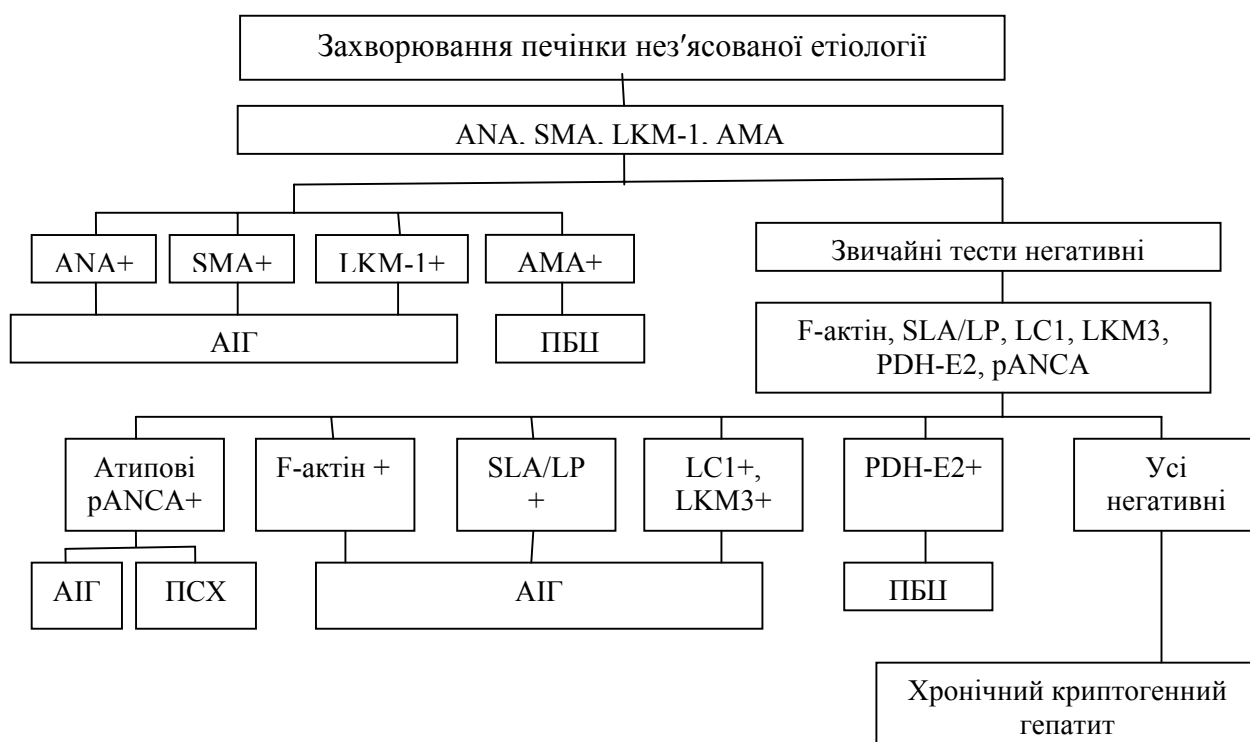 Захворювання печінки нез′ясованої етіології
ANA, SMA, LKM-1, AMA
ANA+
SMA+
LKM-1+
AMA+
Звичайні тести негативні
АІГ
ПБЦ
F-актін, SLA/LP, LC1, LKM3,
PDH-E2, pANCA
Атипові
pANCA+
F-актін +
SLA/LP
+
LC1+,
LKM3+
PDH-E2+
Усі
негативні
АІГ
ПСХ
АІГ
ПБЦ
Хронічний криптогенний
гепатит